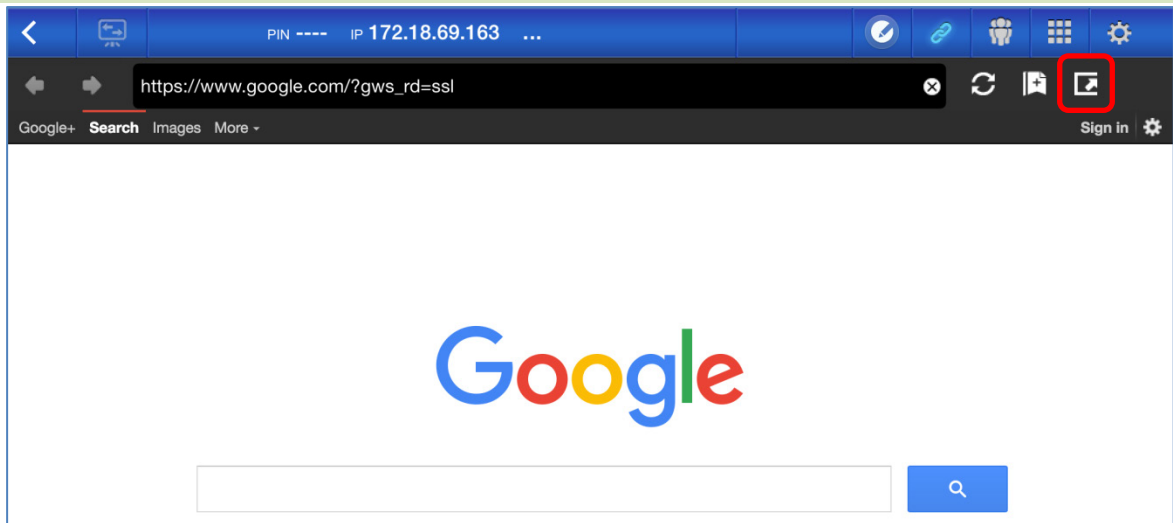 PIN ---- IP 172.18.69.163 ...
https://www.google.com/?gws_rd=ssl
Google+ Search Images More Sign in
Google